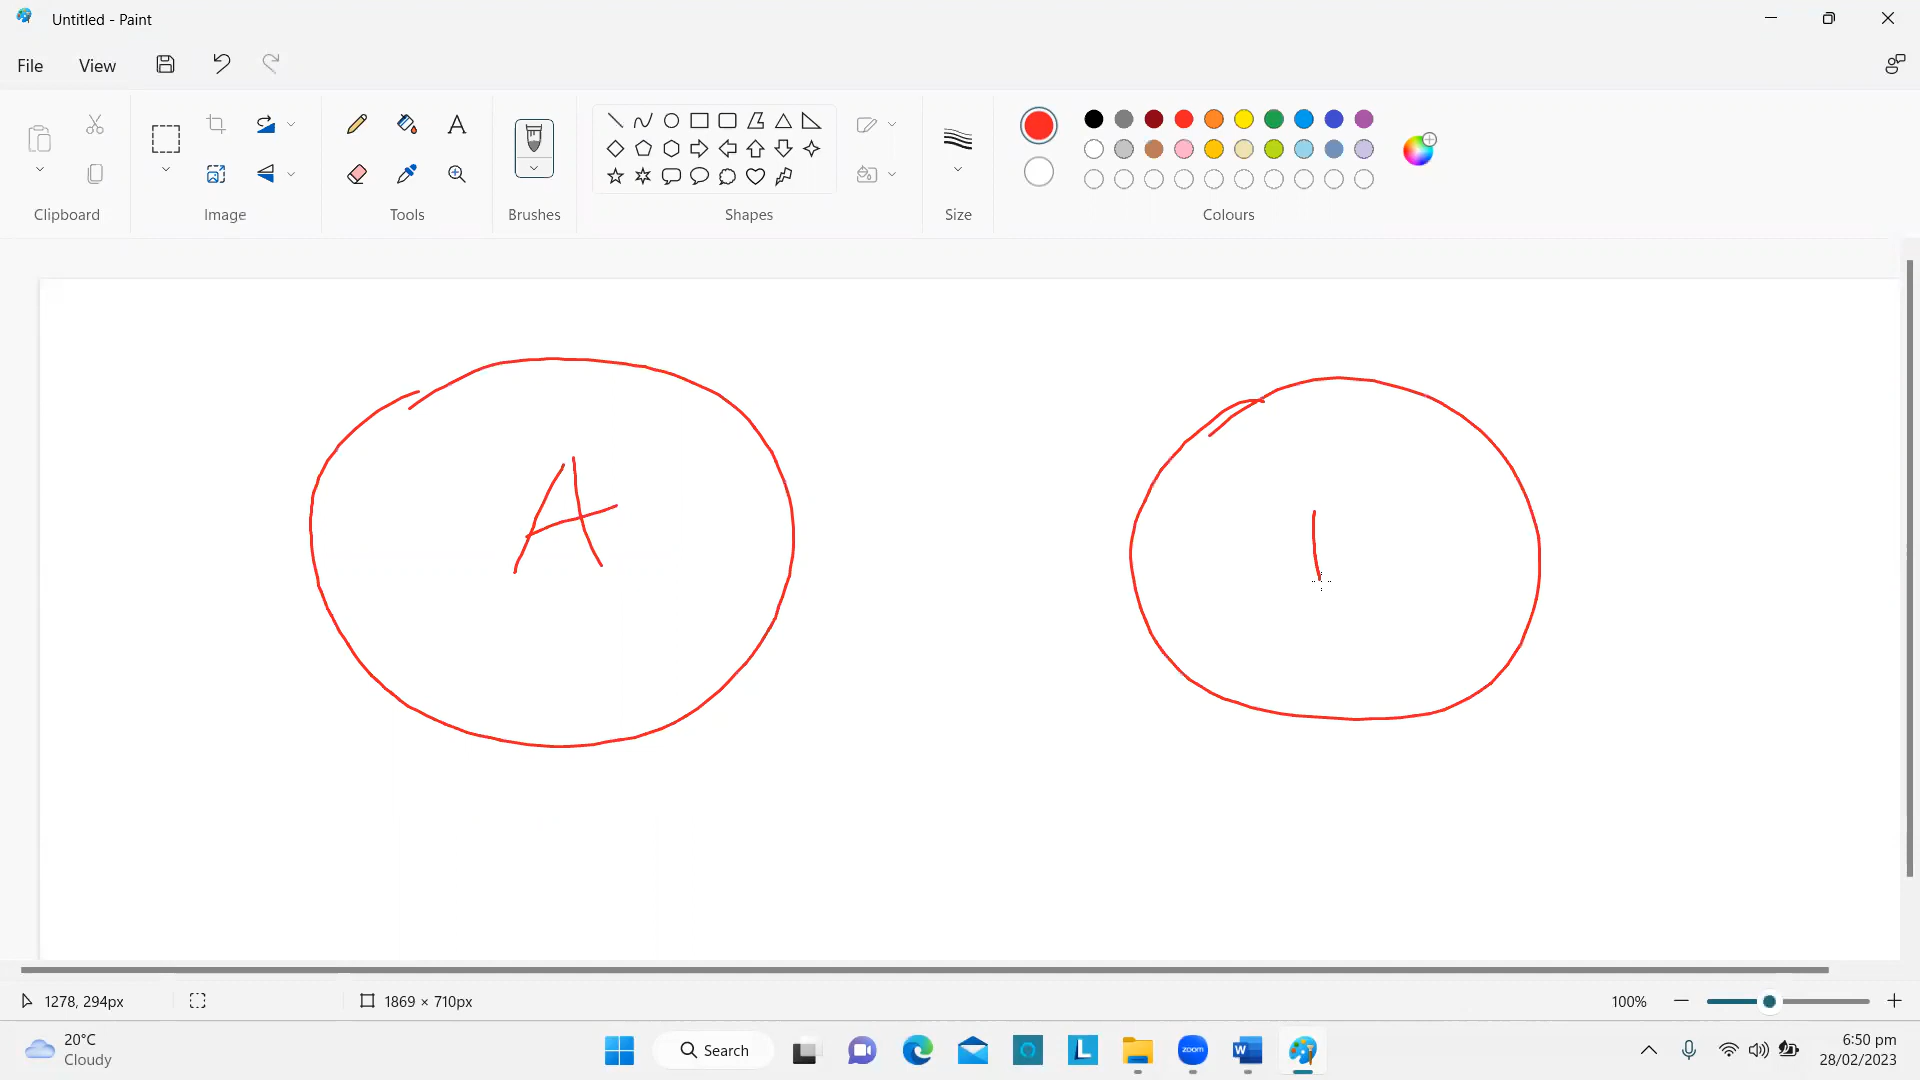 Untitled - Paint
File View
Clipboard Image Tools Brushes Shapes Size Colours
A
1278, 294px 1869 × 710px 100%
20°C
Cloudy
Search
zoom
W
L
6:50 pm
28/02/2023